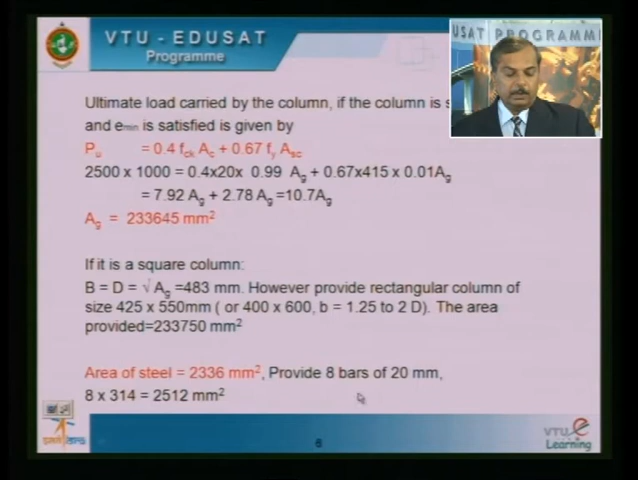 VTU - EDUSAT
Programme
USAT PROGRAMM
Ultimate load carried by the column, if the column is s
and emin is satisfied is given by
Pu = 0.4 fck Ac + 0.67 fy Asc
2500 x 1000 = 0.4x20x 0.99 Ag + 0.67x415 x 0.01Ag
= 7.92 Ag + 2.78 Ag =10.7Ag
Ag = 233645 mm²
If it is a square column:
B = D = √ Ag =483 mm. However provide rectangular column of
size 425 x 550mm ( or 400 x 600, b = 1.25 to 2 D). The area
provided=233750 mm²
Area of steel = 2336 mm², Provide 8 bars of 20 mm,
8 x 314 = 2512 mm²
6
VTU e
Learning